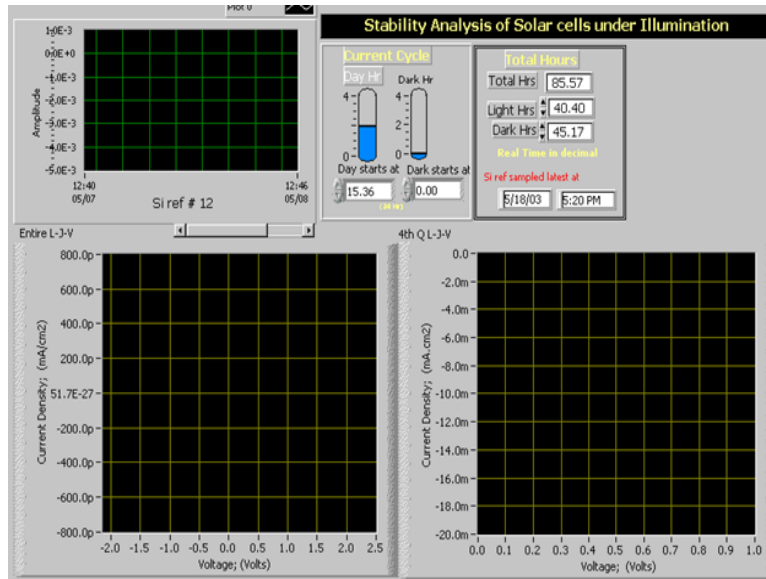 Plot 0
Stability Analysis of Solar cells under Illumination
1.0E-3
0.0E+0
-1.0E-3
-2.0E-3
-3.0E-3
-4.0E-3
-5.0E-3
Amplitude
12:40
05/07
12:46
05/08
Si ref # 12
Current Cycle
Day Hr
Dark Hr
4
2
0
4
2
0
Day starts at
Dark starts at
15.36
0.00
(24 Hr)
Total Hours
Total Hrs 85.57
Light Hrs 40.40
Dark Hrs 45.17
Real Time in decimal
Si ref sampled latest at
5/18/03 5:20 PM
Entire L-J-V
800.0p
600.0p
400.0p
200.0p
51.7E-27
-200.0p
-400.0p
-600.0p
-800.0p
Current Density; (mA/cm2)
-2.0 -1.5 -1.0 -0.5 0.0 0.5 1.0 1.5 2.0 2.5
Voltage; (Volts)
4th Q L-J-V
0.0
-2.0m
-4.0m
-6.0m
-8.0m
-10.0m
-12.0m
-14.0m
-16.0m
-18.0m
-20.0m
Current Density; (mA.cm2)
0.0 0.1 0.2 0.3 0.4 0.5 0.6 0.7 0.8 0.9 1.0
Voltage; (Volts)